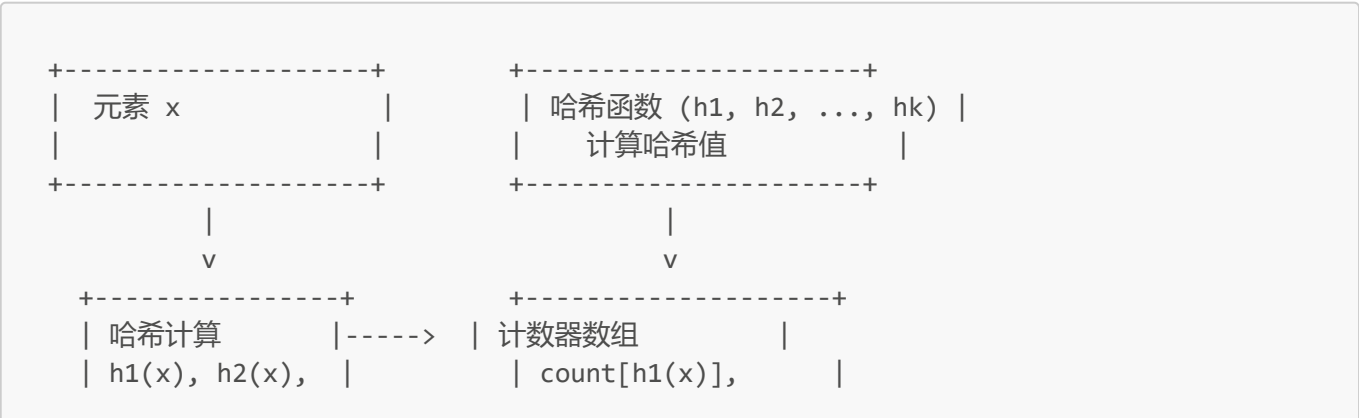 +--------------------+        +----------------------+
|  元素 x             |        | 哈希函数 (h1, h2, ..., hk) |
|                    |        |    计算哈希值           |
+--------------------+        +----------------------+
          |                             |
          v                             v
  +----------------+          +--------------------+
  | 哈希计算        |----->  | 计数器数组         |
  | h1(x), h2(x),  |          | count[h1(x)],      |